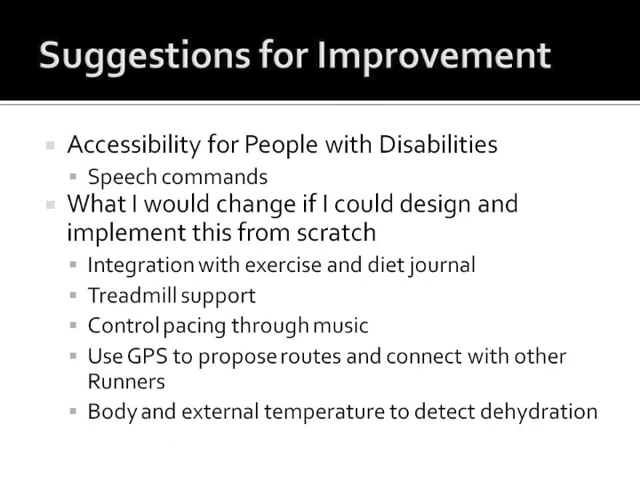 Suggestions for Improvement
Accessibility for People with Disabilities
Speech commands
What I would change if I could design and
implement this from scratch
Integration with exercise and diet journal
Treadmill support
Control pacing through music
Use GPS to propose routes and connect with other
Runners
Body and external temperature to detect dehydration